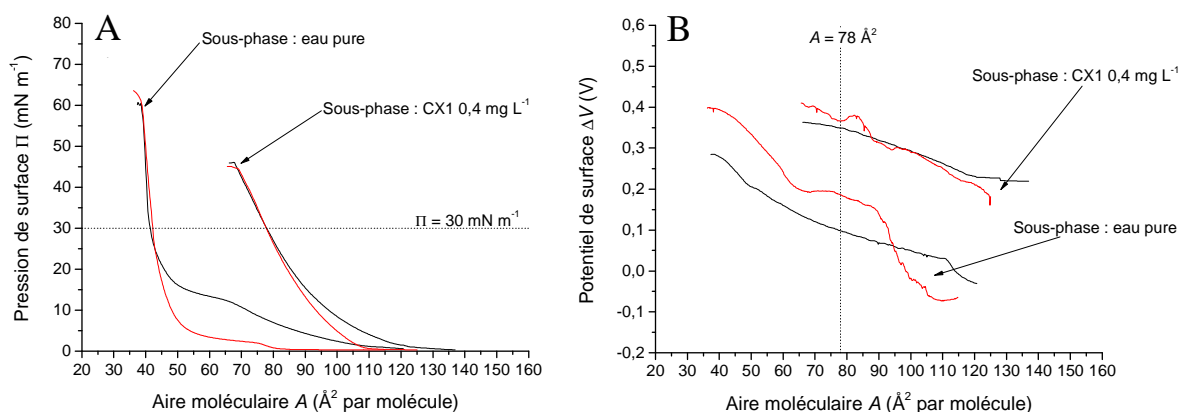 A
Sous-phase : eau pure
Sous-phase : CX1 0,4 mg L-1
Π = 30 mN m-1
Pression de surface Π (mN m-1)
80
70
60
50
40
30
20
10
0
20 30 40 50 60 70 80 90 100 110 120 130 140 150 160
Aire moléculaire A (Å2 par molécule)
B
A = 78 Å2
Sous-phase : CX1 0,4 mg L-1
Sous-phase : eau pure
Potentiel de surface ΔV (V)
0,6
0,5
0,4
0,3
0,2
0,1
0,0
-0,1
-0,2
20 30 40 50 60 70 80 90 100 110 120 130 140 150 160
Aire moléculaire A (Å2 par molécule)